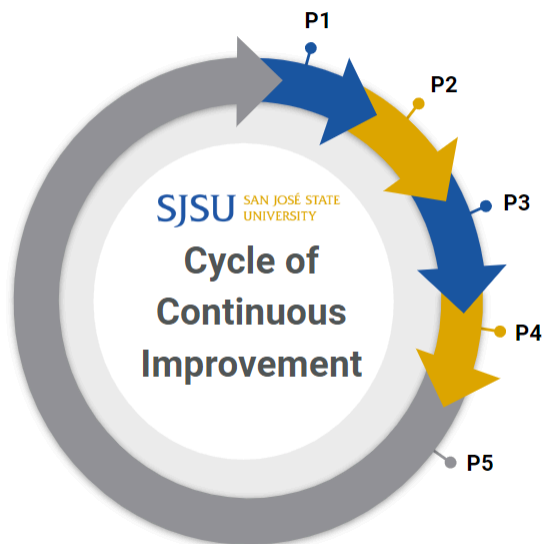 P1
P2
P3
P4
P5
SJSU SAN JOSÉ STATE
UNIVERSITY
Cycle of
Continuous
Improvement